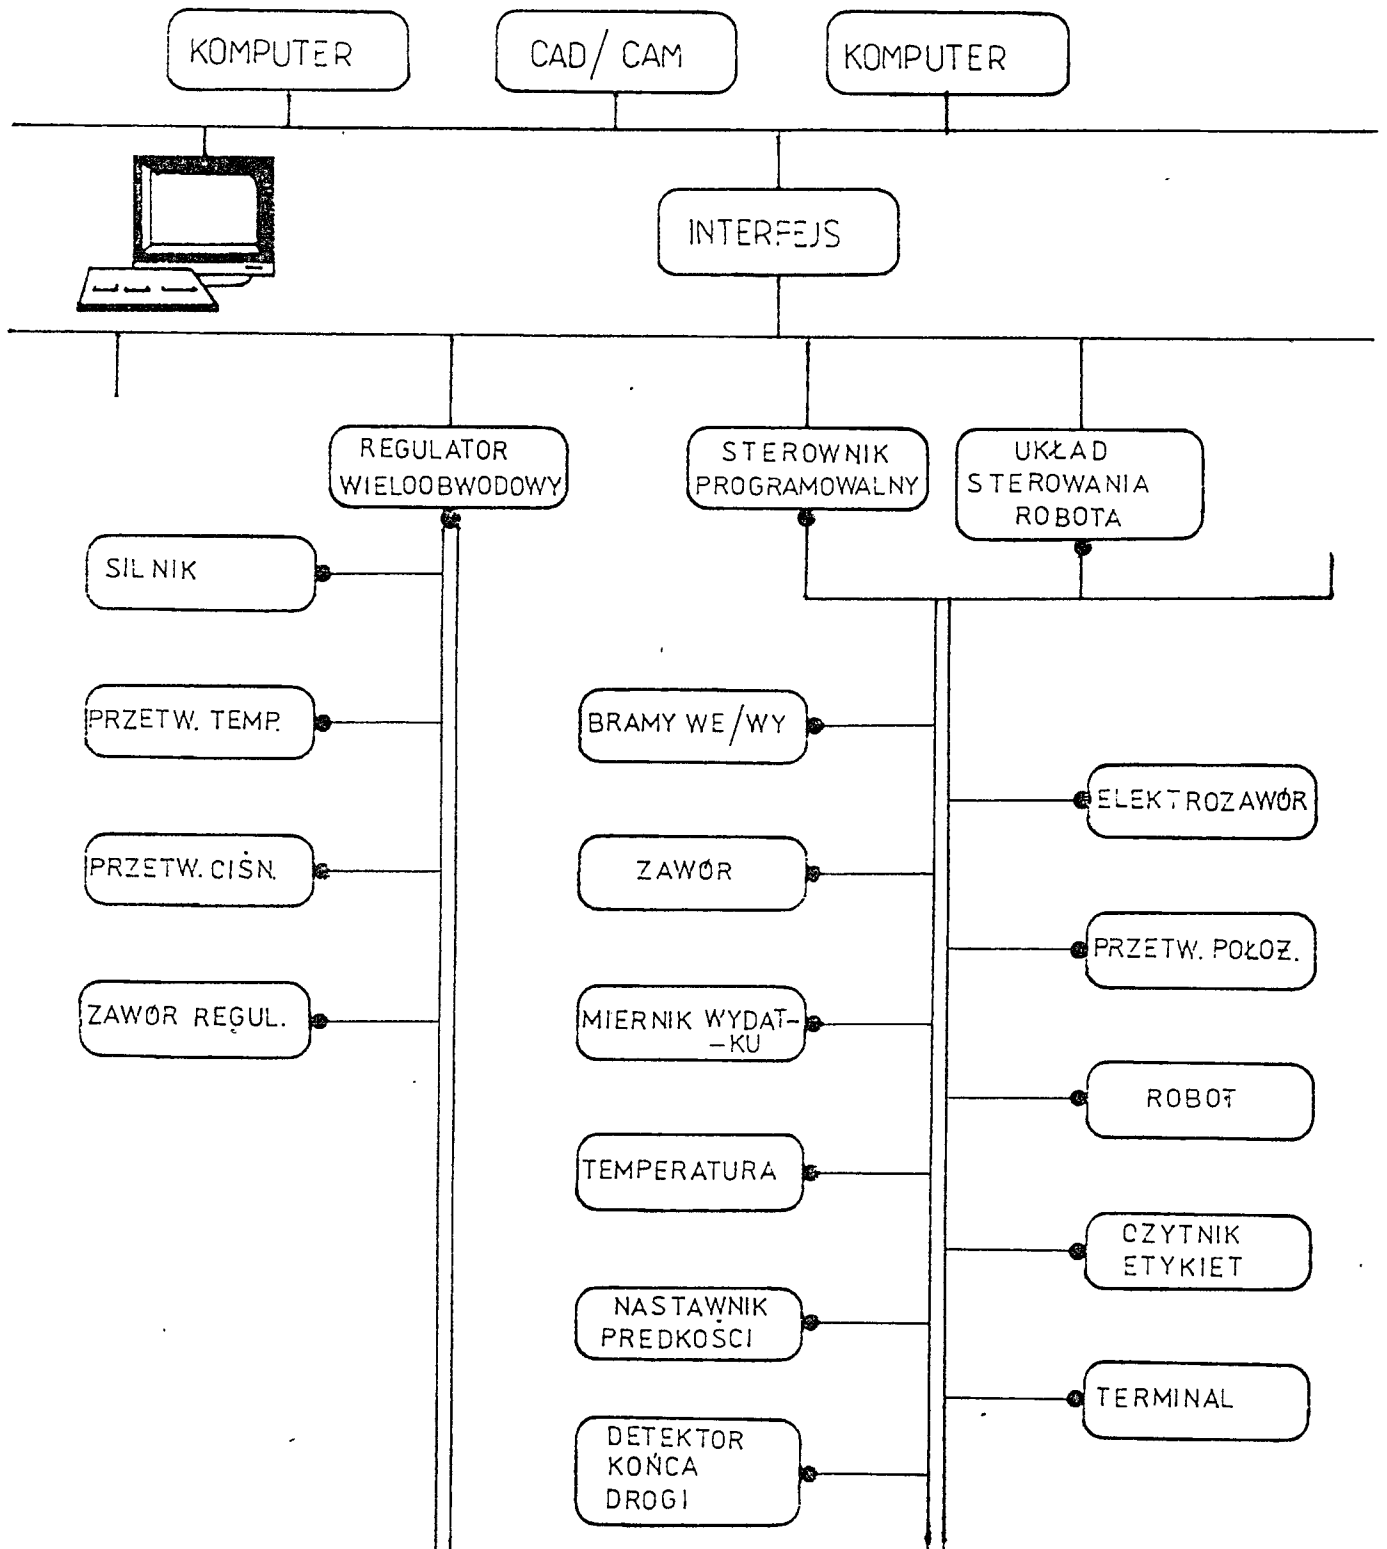 KOMPUTER
CAD/CAM
KOMPUTER
INTERFEJS
REGULATOR
WIELOOBWODOWY
STEROWNIK
PROGRAMOWALNY
UKŁAD
STEROWANIA
ROBOTA
SILNIK
PRZETW. TEMP.
PRZETW. CIŚN.
ZAWÓR REGUL.
BRAMY WE/WY
ZAWÓR
MIERNIK WYDAT-
-KU
TEMPERATURA
NASTAWNIK
PREDKOŚCI
DETEKTOR
KOŃCA
DROGI
ELEKTROZAWÓR
PRZETW. POŁOŻ.
ROBOT
CZYTNIK
ETYKIET
TERMINAL